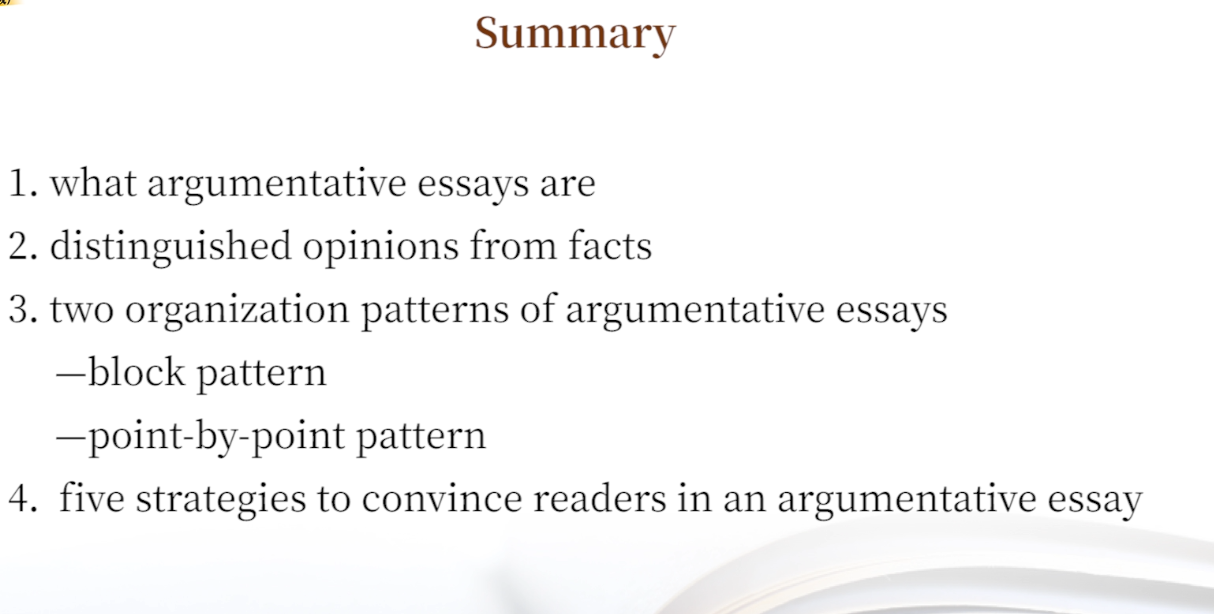 Summary
1. what argumentative essays are
2. distinguished opinions from facts
3. two organization patterns of argumentative essays
—block pattern
—point-by-point pattern
4. five strategies to convince readers in an argumentative essay